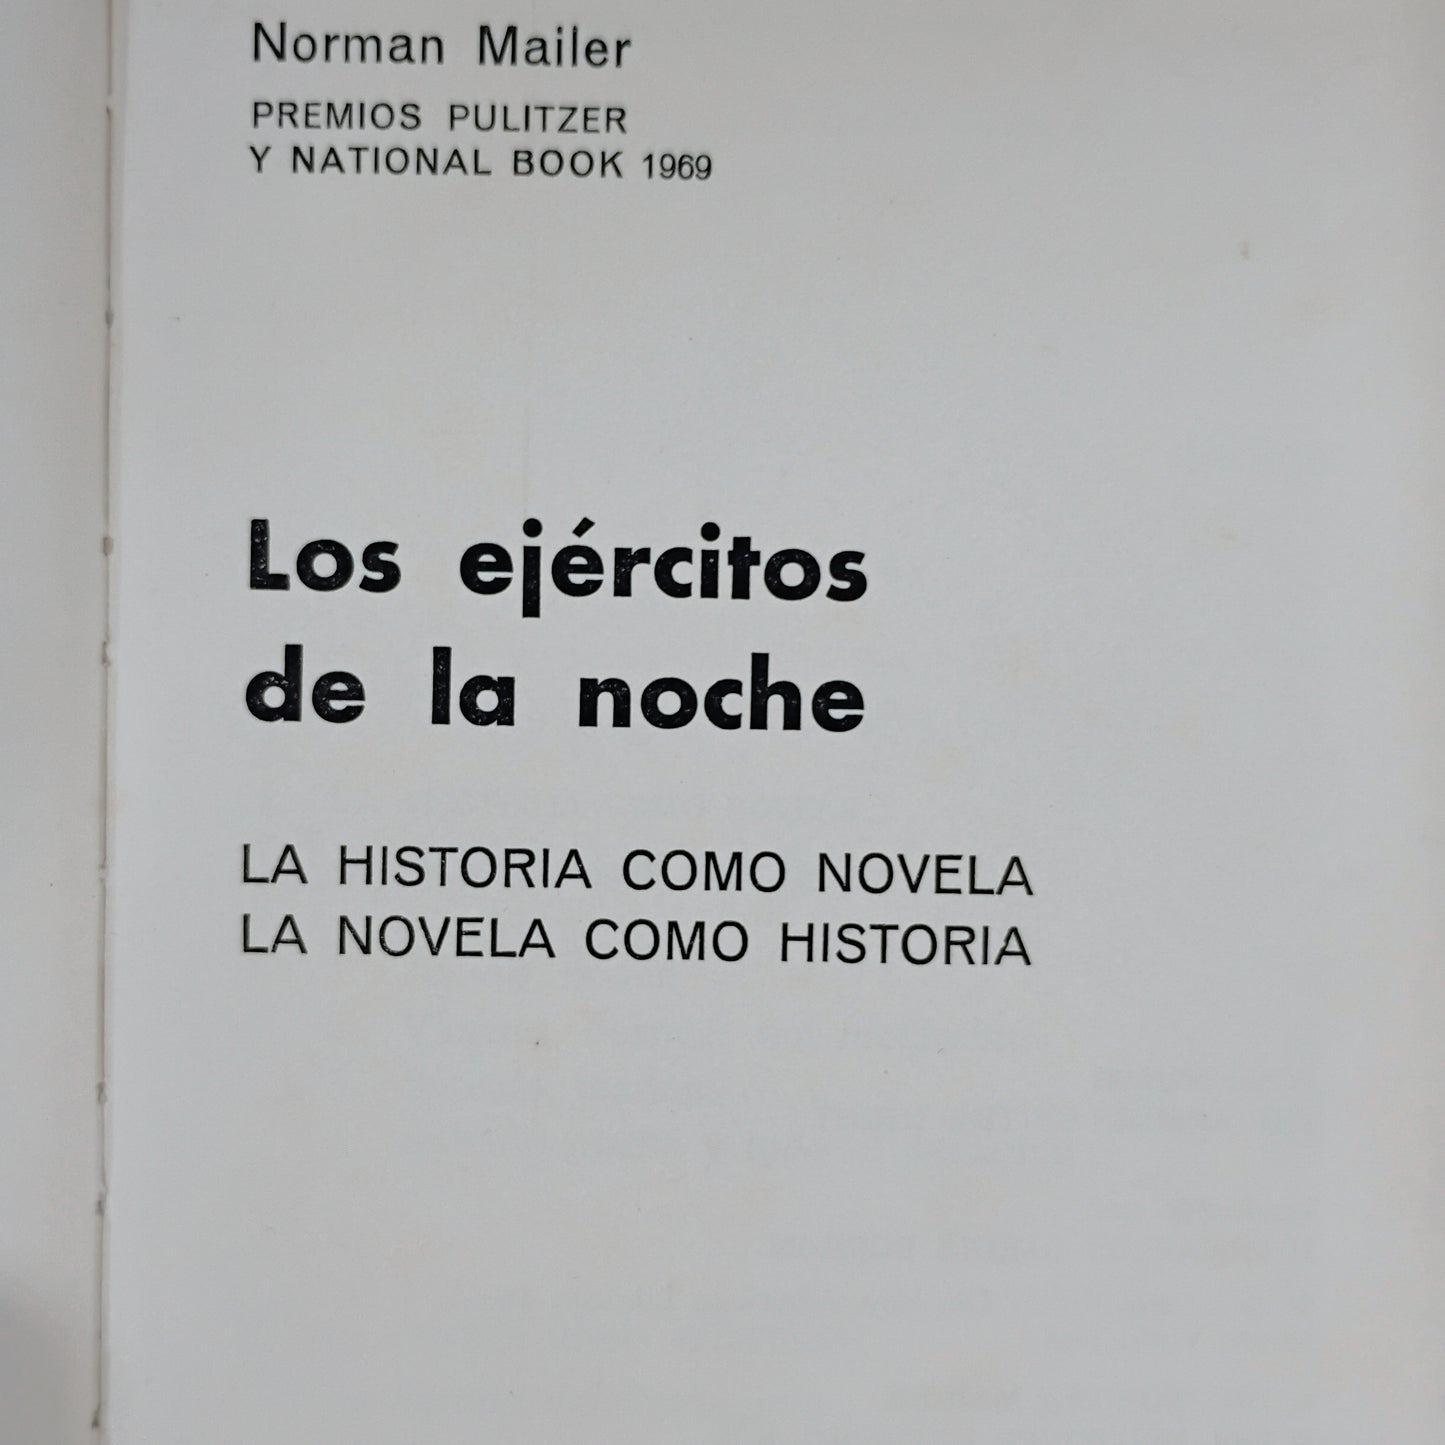 Norman Mailer
PREMIOS PULITZER
Y NATIONAL BOOK 1969
Los ejércitos
de la noche
LA HISTORIA COMO NOVELA
LA NOVELA COMO HISTORIA